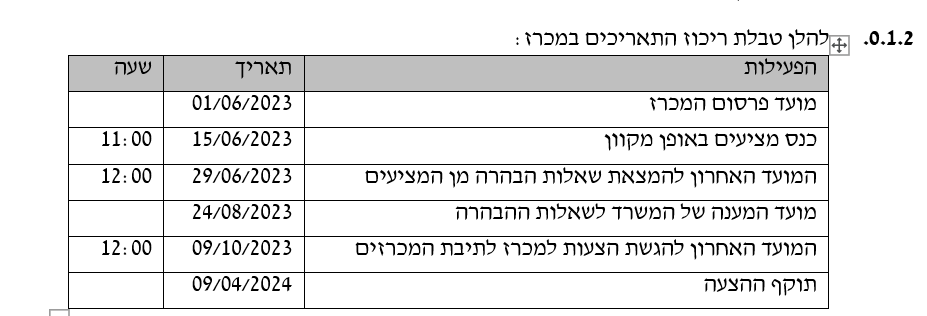 0.1.2. להלן טבלת ריכוז התאריכים במכרז :
הפעילות תאריך שעה
מועד פרסום המכרז 01/06/2023
כנס מציעים באופן מקוון 15/06/2023 11:00
המועד האחרון להמצאת שאלות הבהרה מן המציעים 29/06/2023 12:00
מועד המענה של המשרד לשאלות ההבהרה 24/08/2023
המועד האחרון להגשת הצעות למכרז לתיבת המכרזים 09/10/2023 12:00
תוקף ההצעה 09/04/2024